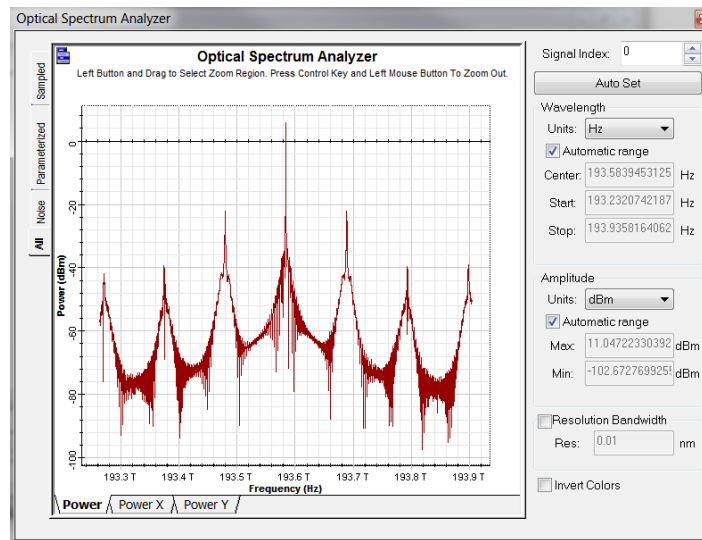 Optical Spectrum Analyzer
Optical Spectrum Analyzer
Left Button and Drag to Select Zoom Region. Press Control Key and Left Mouse Button To Zoom Out.
Sampled
Parameterized
Noise
All
Power (dBm)
0
-20
-40
-60
-80
-100
193.3 T 193.4 T 193.5 T 193.6 T 193.7 T 193.8 T 193.9 T
Frequency (Hz)
Power Power X Power Y
Signal Index: 0
Auto Set
Wavelength
Units: Hz
Automatic range
Center: 193.5839453125 Hz
Start: 193.2320742187 Hz
Stop: 193.9358164062 Hz
Amplitude
Units: dBm
Automatic range
Max: 11.04722330392 dBm
Min: -102.672769925 dBm
Resolution Bandwidth
Res: 0.01 nm
Invert Colors